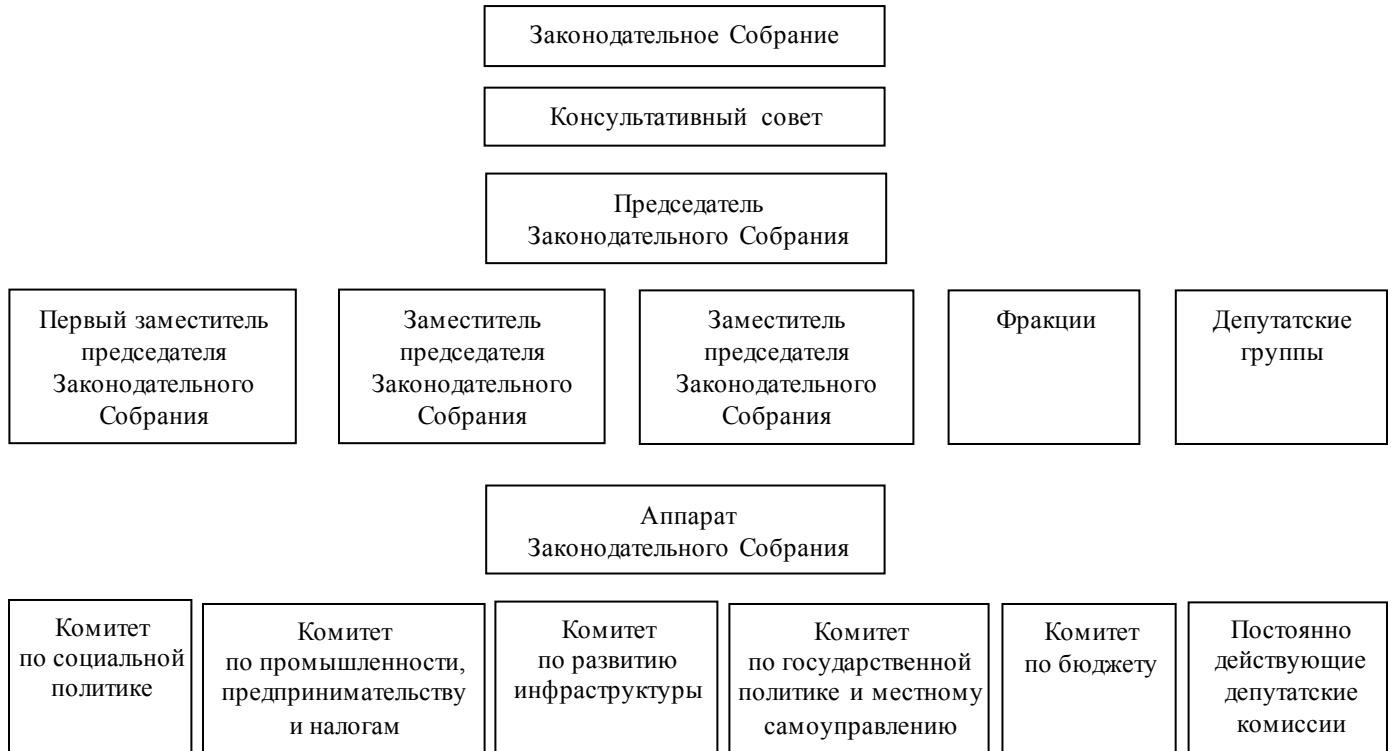 Законодательное Собрание
Консультативный совет
Председатель
Законодательного Собрания
Первый заместитель
председателя
Законодательного
Собрания
Заместитель
председателя
Законодательного
Собрания
Заместитель
председателя
Законодательного
Собрания
Фракции
Депутатские
группы
Аппарат
Законодательного Собрания
Комитет
по социальной
политике
Комитет
по промышленности,
предпринимательству
и налогам
Комитет
по развитию
инфраструктуры
Комитет
по государственной
политике и местному
самоуправлению
Комитет
по бюджету
Постоянно
действующие
депутатские
комиссии